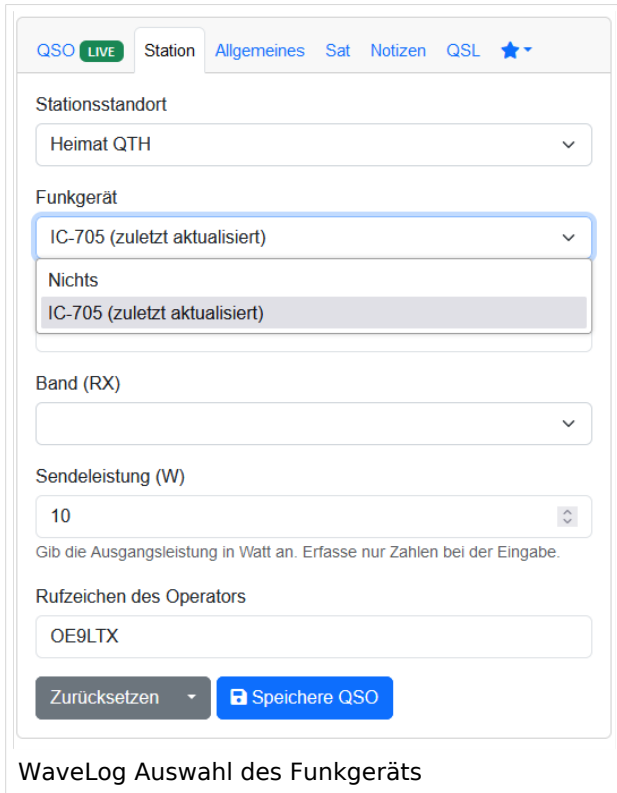 QSO LIVE Station Allgemeines Sat Notizen QSL
Stationsstandort
Heimat QTH
Funkgerät
IC-705 (zuletzt aktualisiert)
Nichts
IC-705 (zuletzt aktualisiert)
Band (RX)
Sendeleistung (W)
10
Gib die Ausgangsleistung in Watt an. Erfasse nur Zahlen bei der Eingabe.
Rufzeichen des Operators
OE9LTX
Zurücksetzen Speichere QSO
WaveLog Auswahl des Funkgeräts